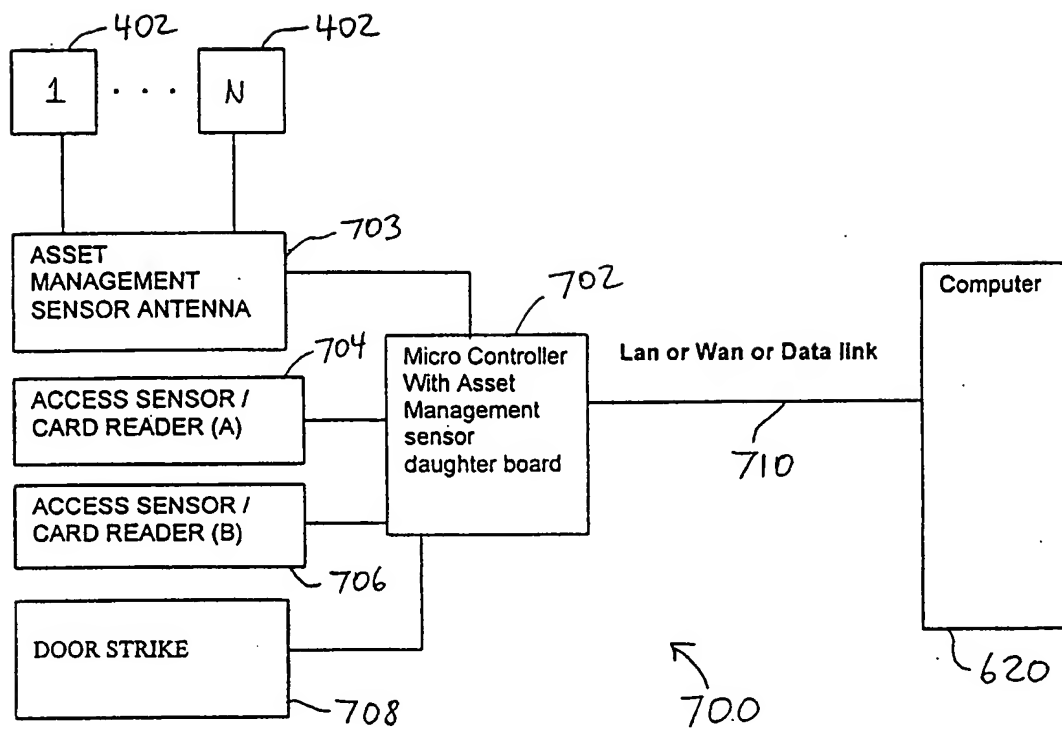 402
402
1 . . . N
703
ASSET
MANAGEMENT
SENSOR ANTENNA
702
Computer
704
Micro Controller
With Asset
Management
sensor
daughter board
Lan or Wan or Data link
ACCESS SENSOR /
CARD READER (A)
710
ACCESS SENSOR /
CARD READER (B)
706
DOOR STRIKE
708
700
620